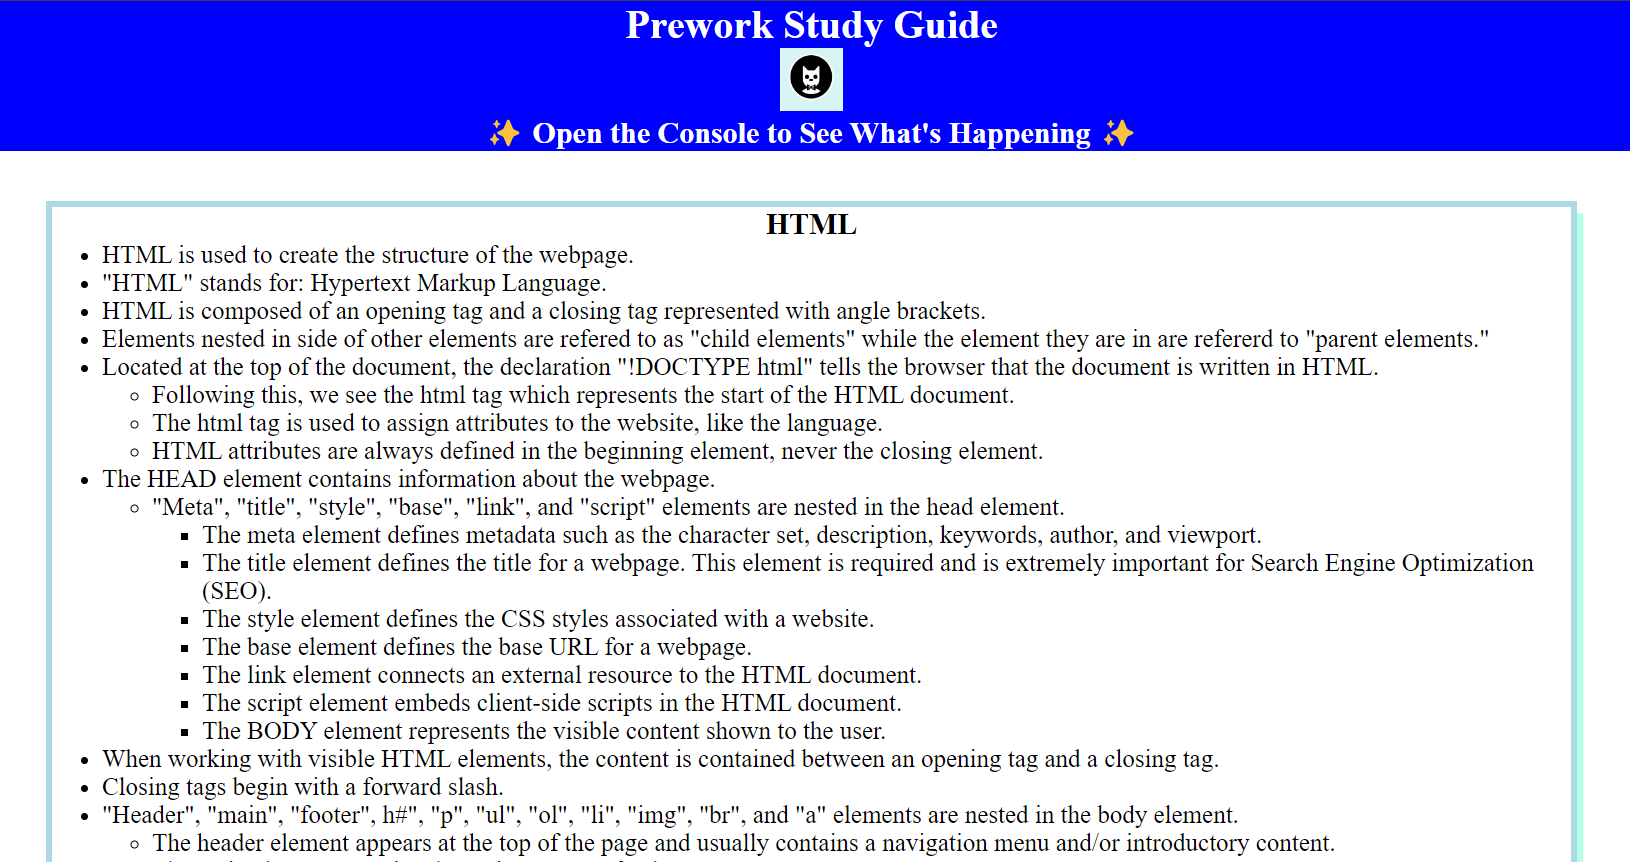 Prework Study Guide
✨ Open the Console to See What's Happening ✨
HTML
• HTML is used to create the structure of the webpage.
• "HTML" stands for: Hypertext Markup Language.
• HTML is composed of an opening tag and a closing tag represented with angle brackets.
• Elements nested in side of other elements are refered to as "child elements" while the element they are in are refererd to "parent elements."
• Located at the top of the document, the declaration "!DOCTYPE html" tells the browser that the document is written in HTML.
◦ Following this, we see the html tag which represents the start of the HTML document.
◦ The html tag is used to assign attributes to the website, like the language.
◦ HTML attributes are always defined in the beginning element, never the closing element.
• The HEAD element contains information about the webpage.
◦ "Meta", "title", "style", "base", "link", and "script" elements are nested in the head element.
▪ The meta element defines metadata such as the character set, description, keywords, author, and viewport.
▪ The title element defines the title for a webpage. This element is required and is extremely important for Search Engine Optimization
(SEO).
▪ The style element defines the CSS styles associated with a website.
▪ The base element defines the base URL for a webpage.
▪ The link element connects an external resource to the HTML document.
▪ The script element embeds client-side scripts in the HTML document.
▪ The BODY element represents the visible content shown to the user.
• When working with visible HTML elements, the content is contained between an opening tag and a closing tag.
• Closing tags begin with a forward slash.
• "Header", "main", "footer", h#", "p", "ul", "ol", "li", "img", "br", and "a" elements are nested in the body element.
◦ The header element appears at the top of the page and usually contains a navigation menu and/or introductory content.